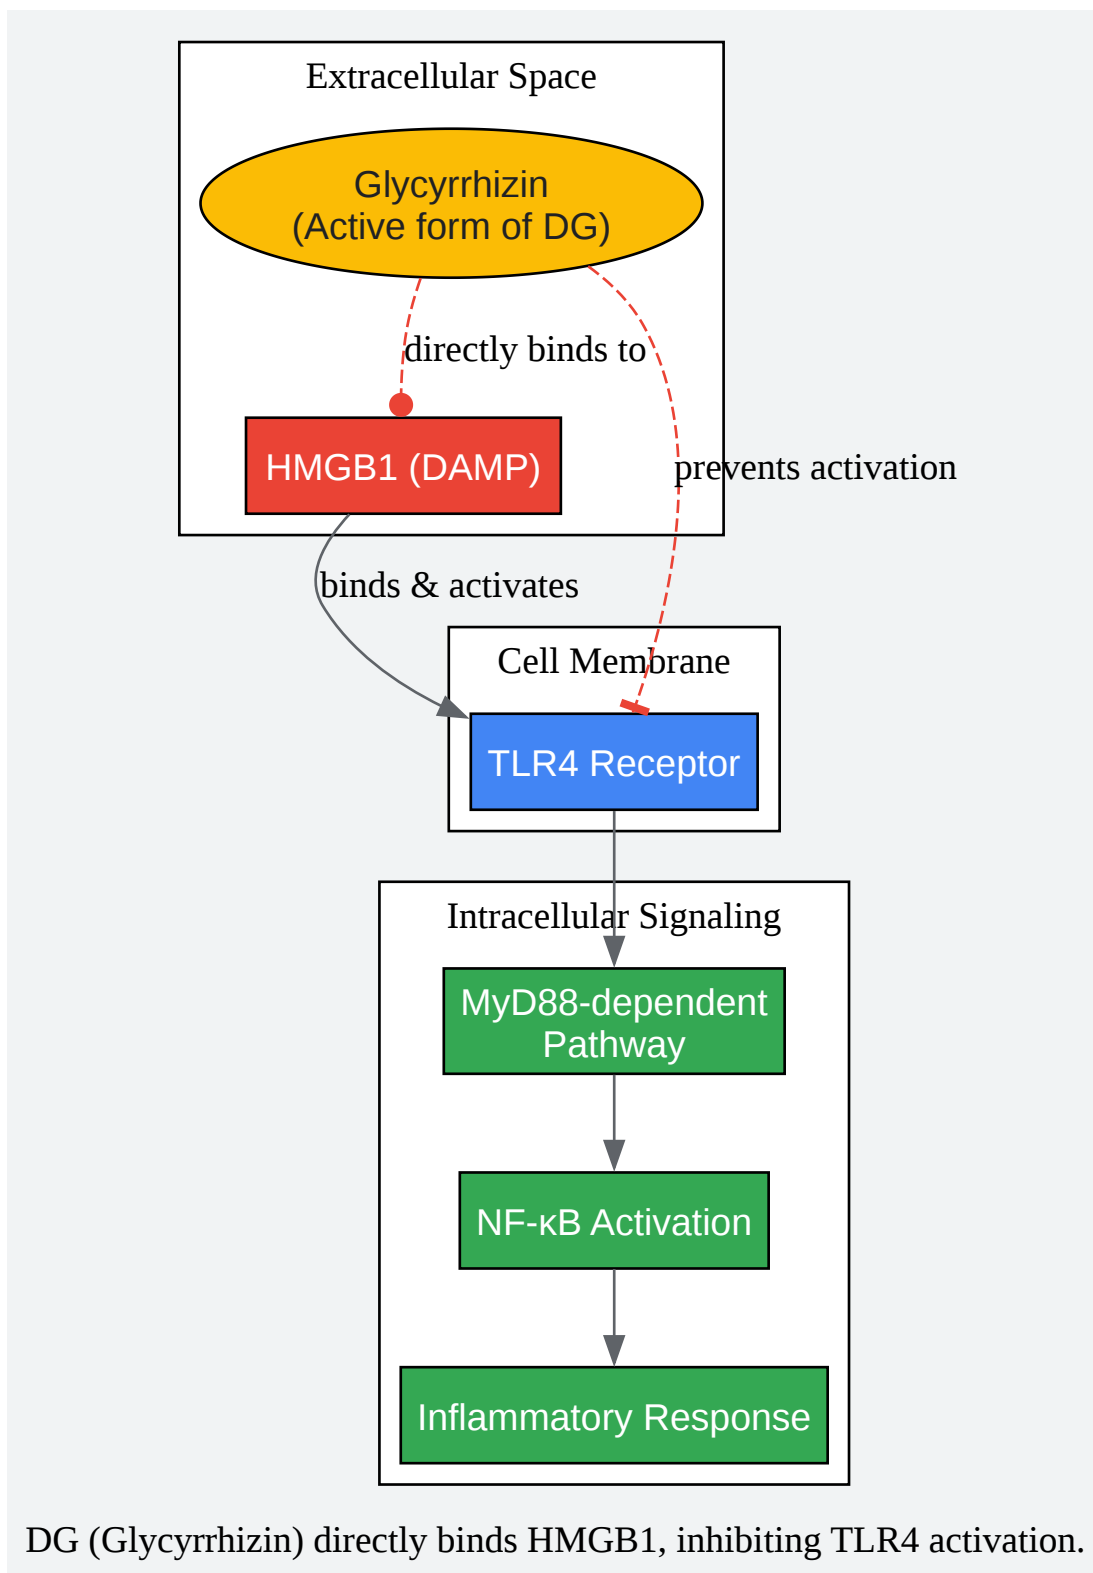 Extracellular Space
Glycyrrhizin
(Active form of DG)
directly binds to
HMGB1 (DAMP)
prevents activation
binds & activates
Cell Membrane
TLR4 Receptor
Intracellular Signaling
MyD88-dependent
Pathway
NF-κB Activation
Inflammatory Response
DG (Glycyrrhizin) directly binds HMGB1, inhibiting TLR4 activation.